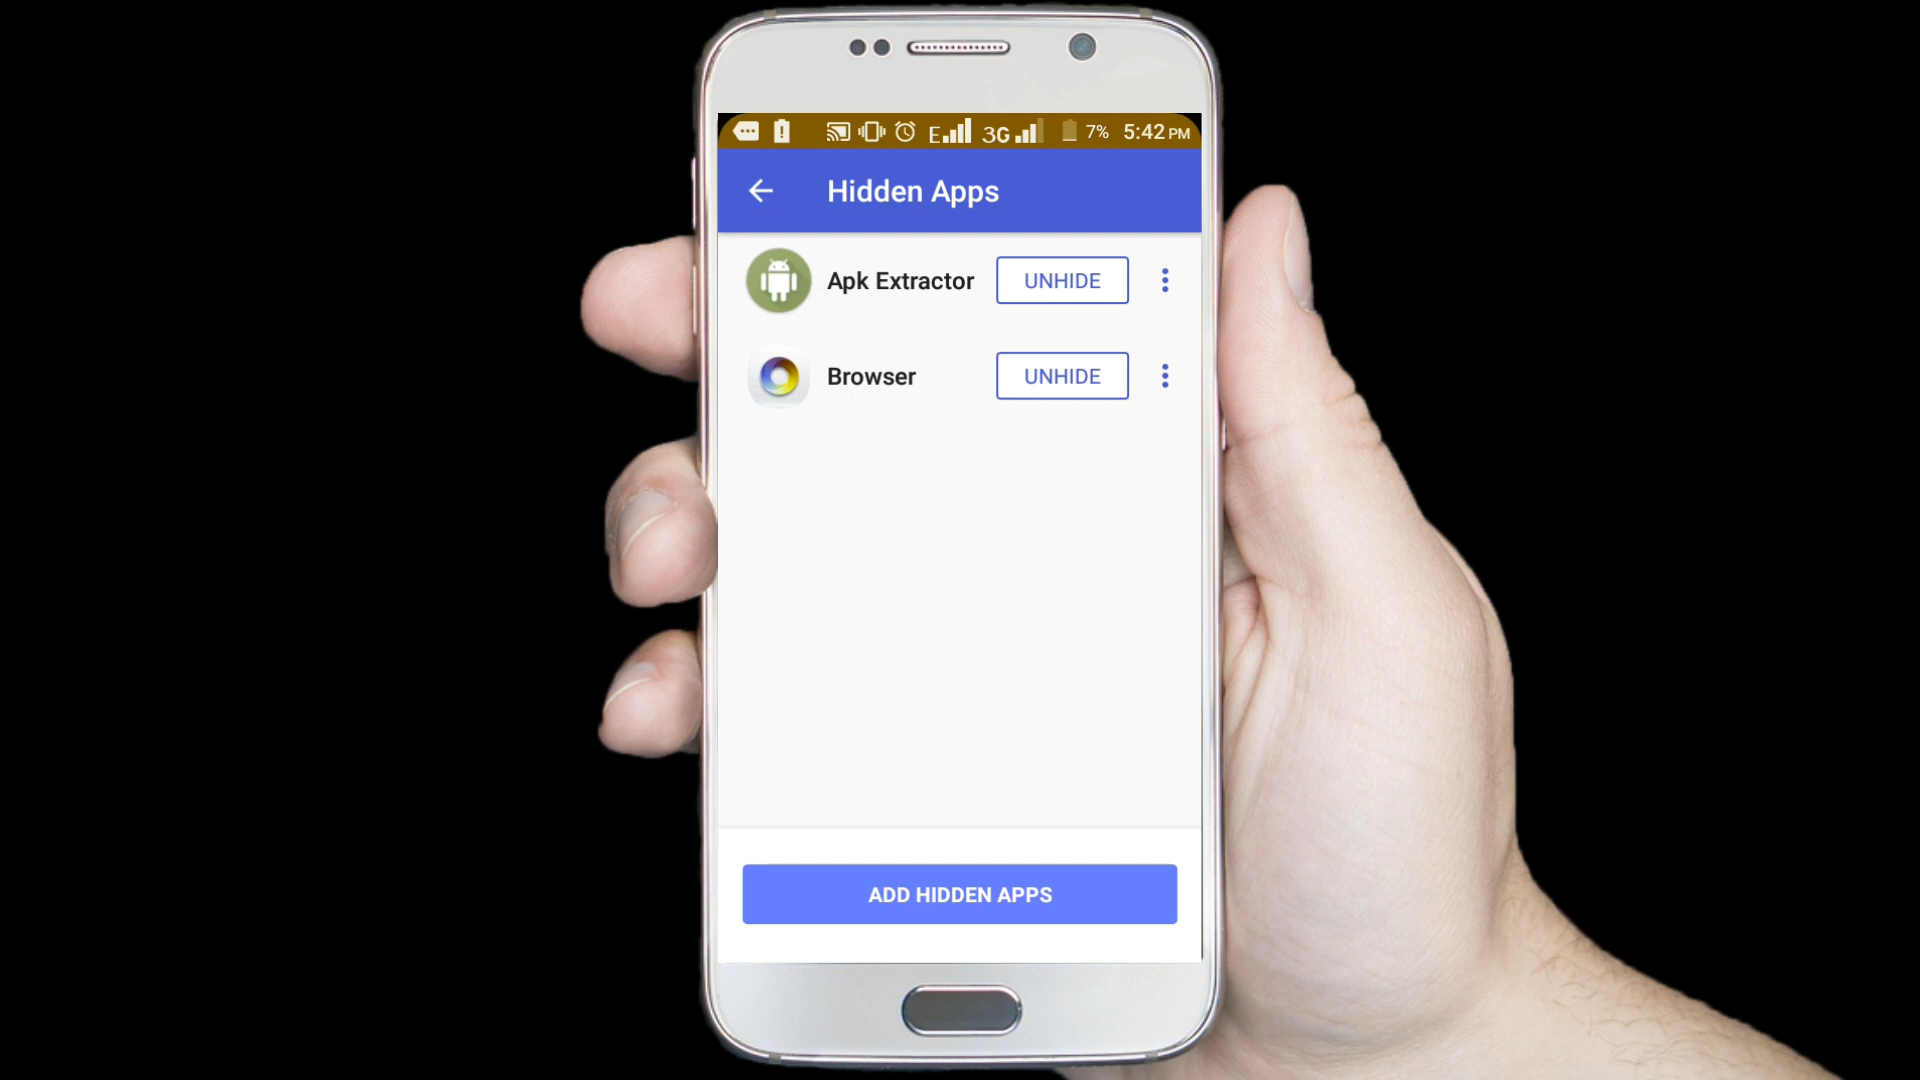 E 3G 7% 5:42 PM
Hidden Apps
Apk Extractor UNHIDE
Browser UNHIDE
ADD HIDDEN APPS